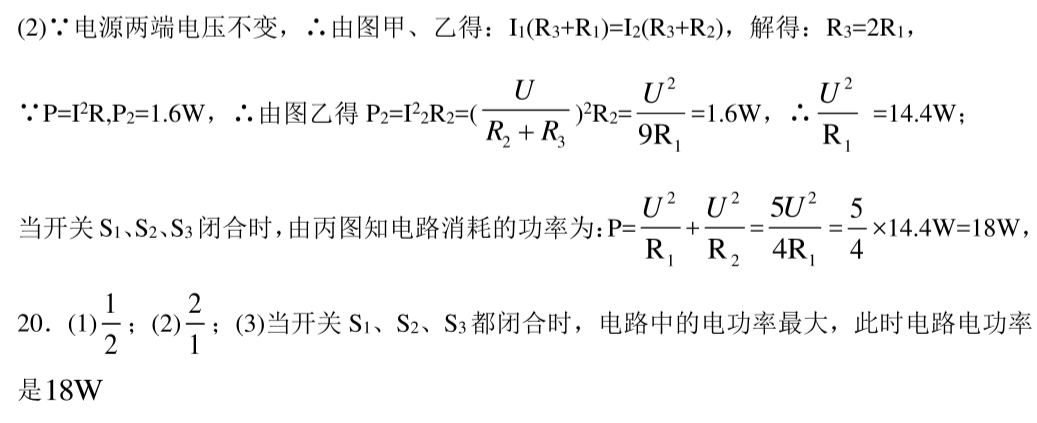 (2)∵电源两端电压不变，∴由图甲、乙得：I₁(R₃+R₁)=I₂(R₃+R₂)，解得：R₃=2R₁，
∵P=I²R,P₂=1.6W，∴由图乙得 P₂=I²₂R₂=(U/(R₂+R₃))²R₂=U²/9R₁=1.6W，∴U²/R₁=14.4W；
当开关 S₁、S₂、S₃闭合时，由丙图知电路消耗的功率为：P=U²/R₁+U²/R₂=5U²/4R₁=5/4×14.4W=18W，
20．(1)1/2；(2)2/1；(3)当开关 S₁、S₂、S₃都闭合时，电路中的电功率最大，此时电路电功率
是18W